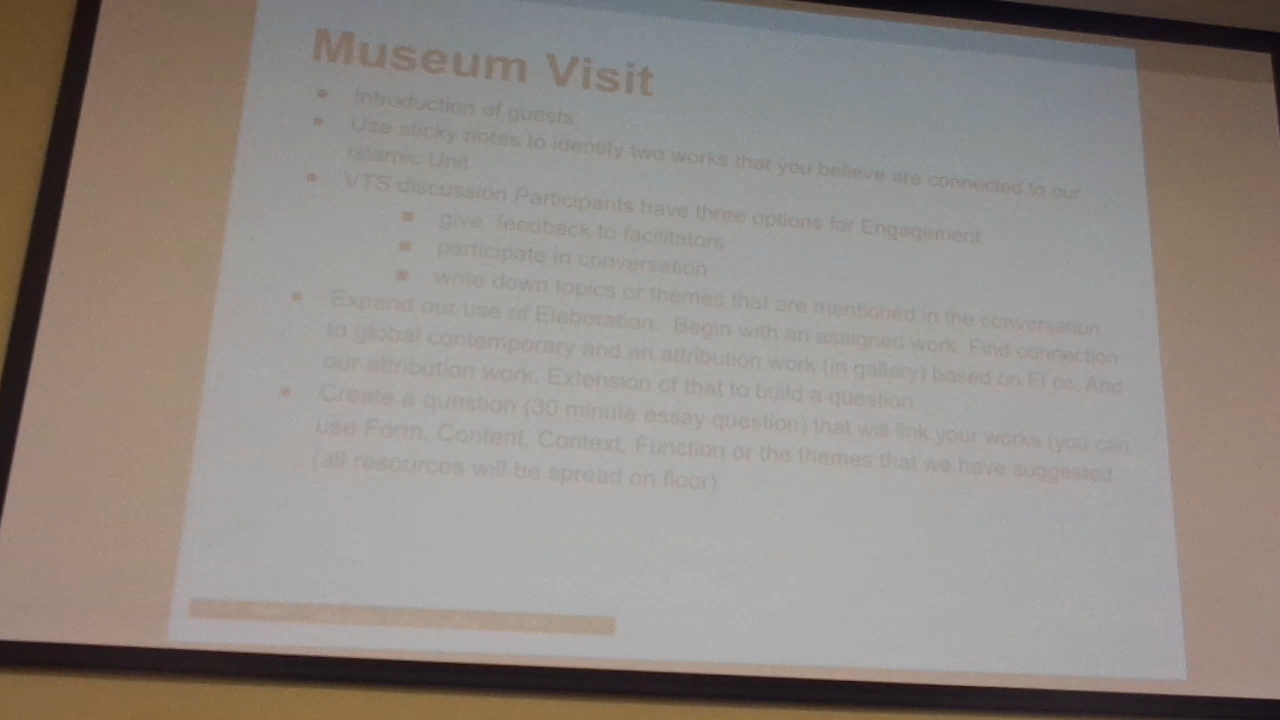 Museum Visit
Introduction of guests
Use sticky notes to identify two works that you believe are connected to our
Islamic Unit
VTS discussion Participants have three options for Engagement
give feedback to facilitators
participate in conversation
write down topics or themes that are mentioned in the conversation
Expand our use of Elaboration: Begin with an assigned work. Find connection
to global contemporary and an attribution work (in gallery) based on And
our attribution work. Extension of that to build a question
Create a question (30 minute essay question) that will link your works (you can
use Form, Content, Context, Function or the themes that we have suggested
(all resources will be spread on floor)